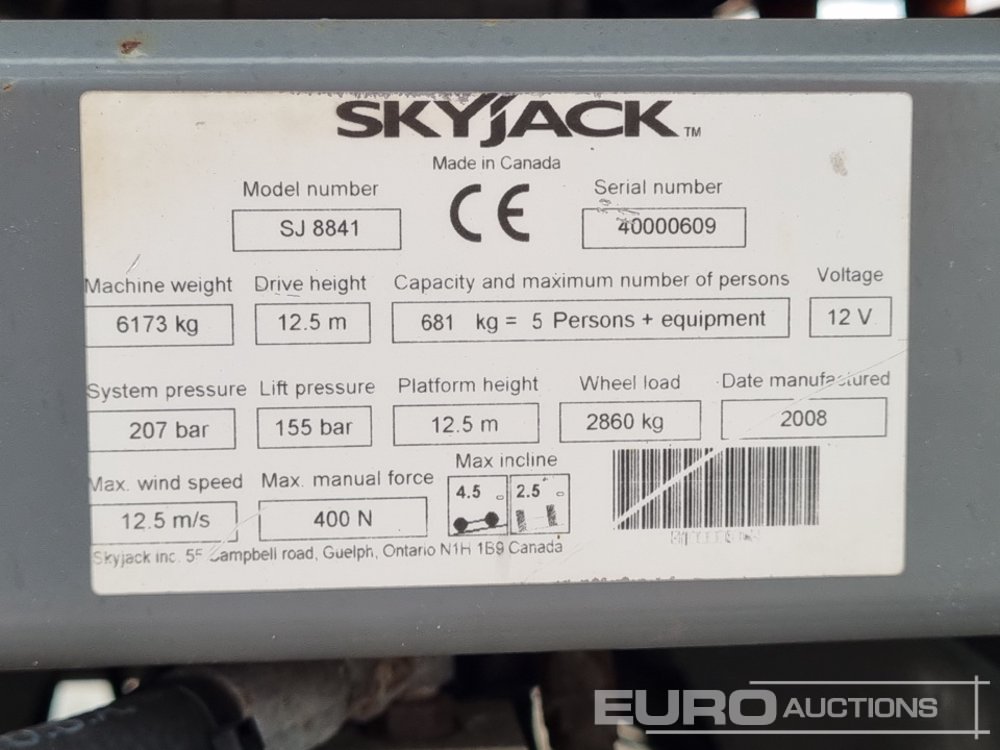 SKYJACK TM
Made in Canada
Model number
Serial number
CE
SJ 8841
40000609
Machine weight Drive height Capacity and maximum number of persons Voltage
6173 kg 12.5 m 681 kg = 5 Persons + equipment 12 V
System pressure Lift pressure Platform height Wheel load Date manufactured
207 bar 155 bar 12.5 m 2860 kg 2008
Max. wind speed Max. manual force Max incline
4.5 2.5
12.5 m/s 400 N
Skyjack inc. 55 Campbell road, Guelph, Ontario N1H 1B9 Canada
EURO AUCTIONS